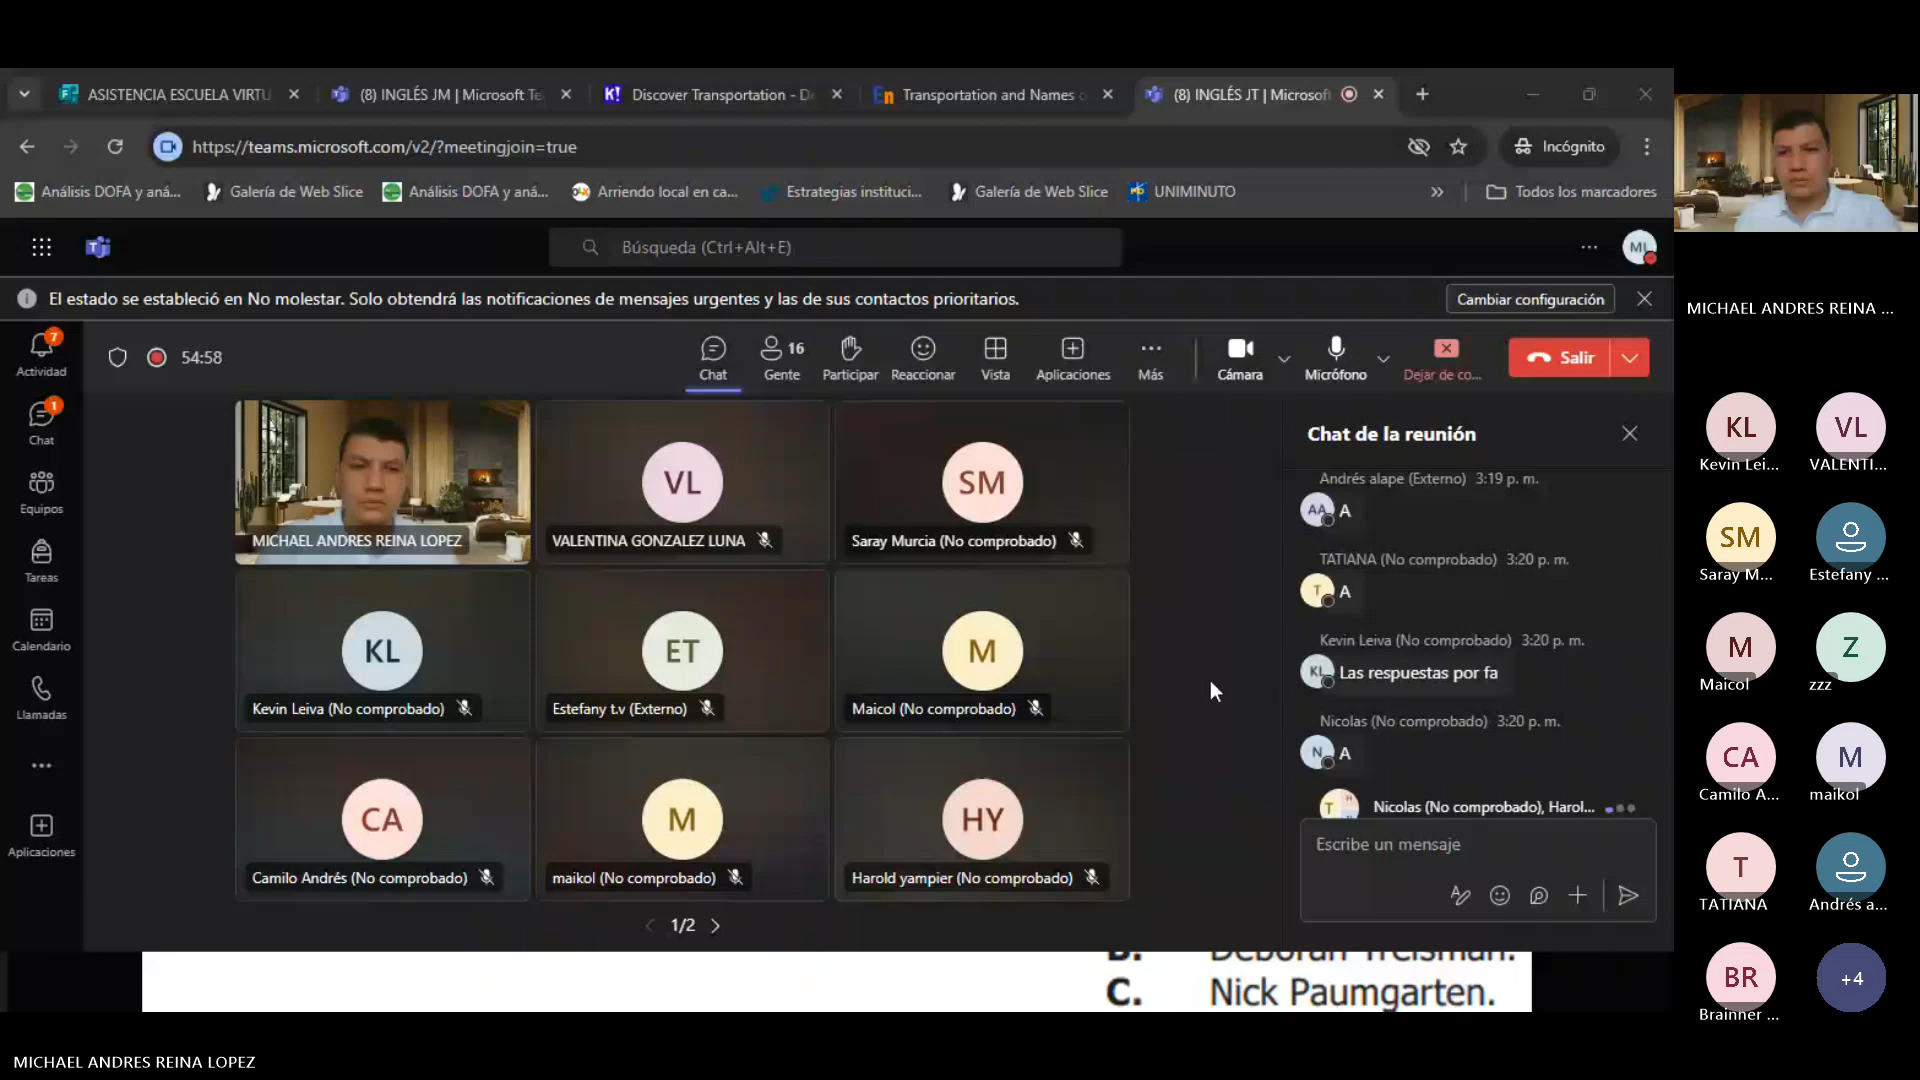 ASISTENCIA ESCUELA VIRTU
(8) INGLÉS JM | Microsoft Te
K! Discover Transportation - D
En Transportation and Names o
(8) INGLÉS JT | Microsoft
https://teams.microsoft.com/v2/?meetingjoin=true
Incógnito
Análisis DOFA y aná...
Galería de Web Slice
Análisis DOFA y aná...
Arriendo local en ca...
Estrategias instituci...
Galería de Web Slice
UNIMINUTO
»
Todos los marcadores
Búsqueda (Ctrl+Alt+E)
ML
El estado se estableció en No molestar. Solo obtendrá las notificaciones de mensajes urgentes y las de sus contactos prioritarios.
Cambiar configuración
MICHAEL ANDRES REINA ...
7
Actividad
1
Chat
Equipos
Tareas
Calendario
Llamadas
Aplicaciones
54:58
Chat
16
Gente
Participar
Reaccionar
Vista
Aplicaciones
Más
Cámara
Micrófono
Dejar de co...
Salir
MICHAEL ANDRES REINA LOPEZ
VL
VALENTINA GONZALEZ LUNA
SM
Saray Murcia (No comprobado)
KL
Kevin Leiva (No comprobado)
ET
Estefany t.v (Externo)
M
Maicol (No comprobado)
CA
Camilo Andrés (No comprobado)
M
maikol (No comprobado)
HY
Harold yampier (No comprobado)
1/2
Chat de la reunión
Andrés alape (Externo) 3:19 p. m.
AA A
TATIANA (No comprobado) 3:20 p. m.
T A
Kevin Leiva (No comprobado) 3:20 p. m.
KL Las respuestas por fa
Nicolas (No comprobado) 3:20 p. m.
N A
T H Nicolas (No comprobado), Harol...
Escribe un mensaje
KL
Kevin Lei...
VL
VALENTI...
SM
Saray M...
Estefany ...
M
Maicol
Z
zzz
CA
Camilo A...
M
maikol
T
TATIANA
Andrés a...
BR
Brainner ...
+4
B. Deborah Treisman.
C. Nick Paumgarten.
MICHAEL ANDRES REINA LOPEZ